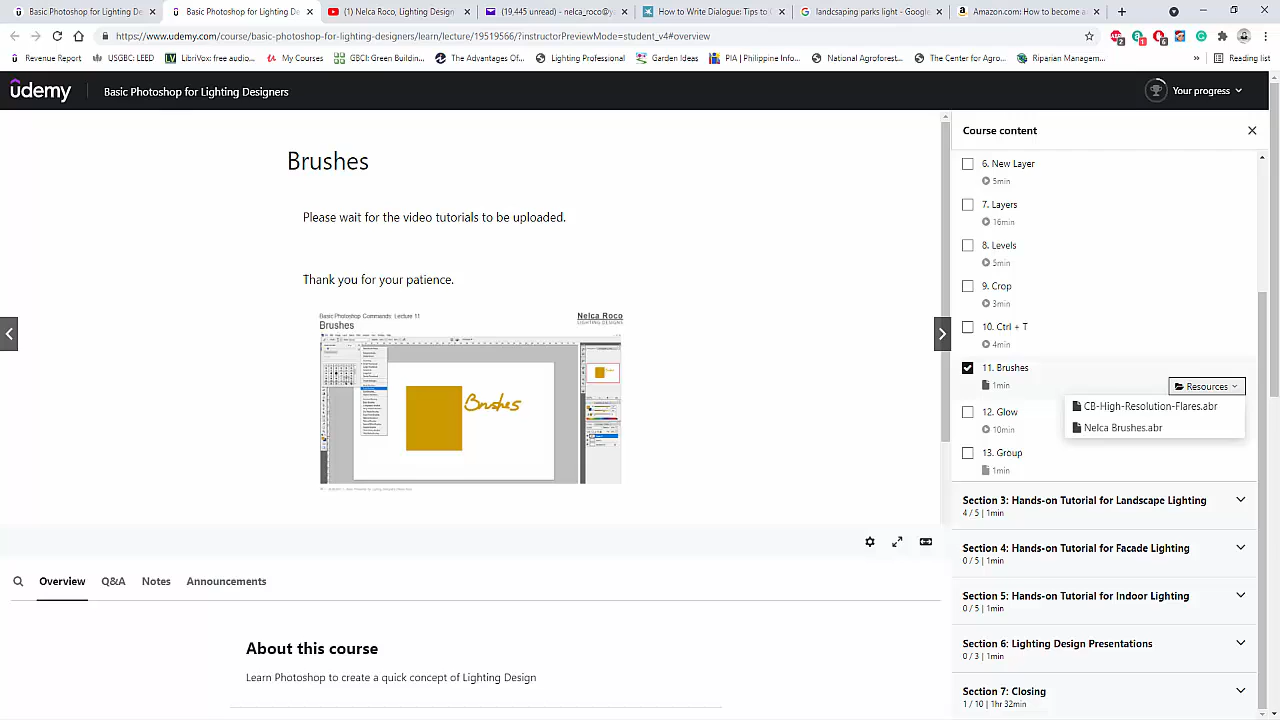 Basic Photoshop for Lighting De
Basic Photoshop for Lighting De
(1) Nelca Roco, Lighting Design
(19,445 unread) - nelca_roco@y
How to Write Dialogue: Tips to
landcsaping parks light - Google
Amazon.com: How to become a
https://www.udemy.com/course/basic-photoshop-for-lighting-designers/learn/lecture/19519566/?instructorPreviewMode=student_v4#overview
Revenue Report
USGBC: LEED
LibriVox: free audio...
My Courses
GBCI: Green Building...
The Advantages Of...
Lighting Professional
Garden Ideas
PIA | Philippine Info...
National Agroforest...
The Center for Agro...
Riparian Managem...
»
Reading list
ûdemy
Basic Photoshop for Lighting Designers
Your progress
Brushes
Please wait for the video tutorials to be uploaded.
Thank you for your patience.
Basic Photoshop Commands: Lecture 11
Brushes
Nelca Roco
LIGHTING DESIGNS
Brushes
Course content
6. New Layer
5min
7. Layers
16min
8. Levels
5min
9. Crop
3min
10. Ctrl + T
4min
11. Brushes
1min
Resources
CB-High-Resolution-Flares.abr
Nelca Brushes.abr
12. Glow
10min
13. Group
1min
Section 3: Hands-on Tutorial for Landscape Lighting
4 / 5 | 1min
Section 4: Hands-on Tutorial for Facade Lighting
0 / 5 | 1min
Section 5: Hands-on Tutorial for Indoor Lighting
0 / 5 | 1min
Section 6: Lighting Design Presentations
0 / 3 | 1min
Section 7: Closing
1 / 10 | 1hr 32min
Overview
Q&A
Notes
Announcements
About this course
Learn Photoshop to create a quick concept of Lighting Design